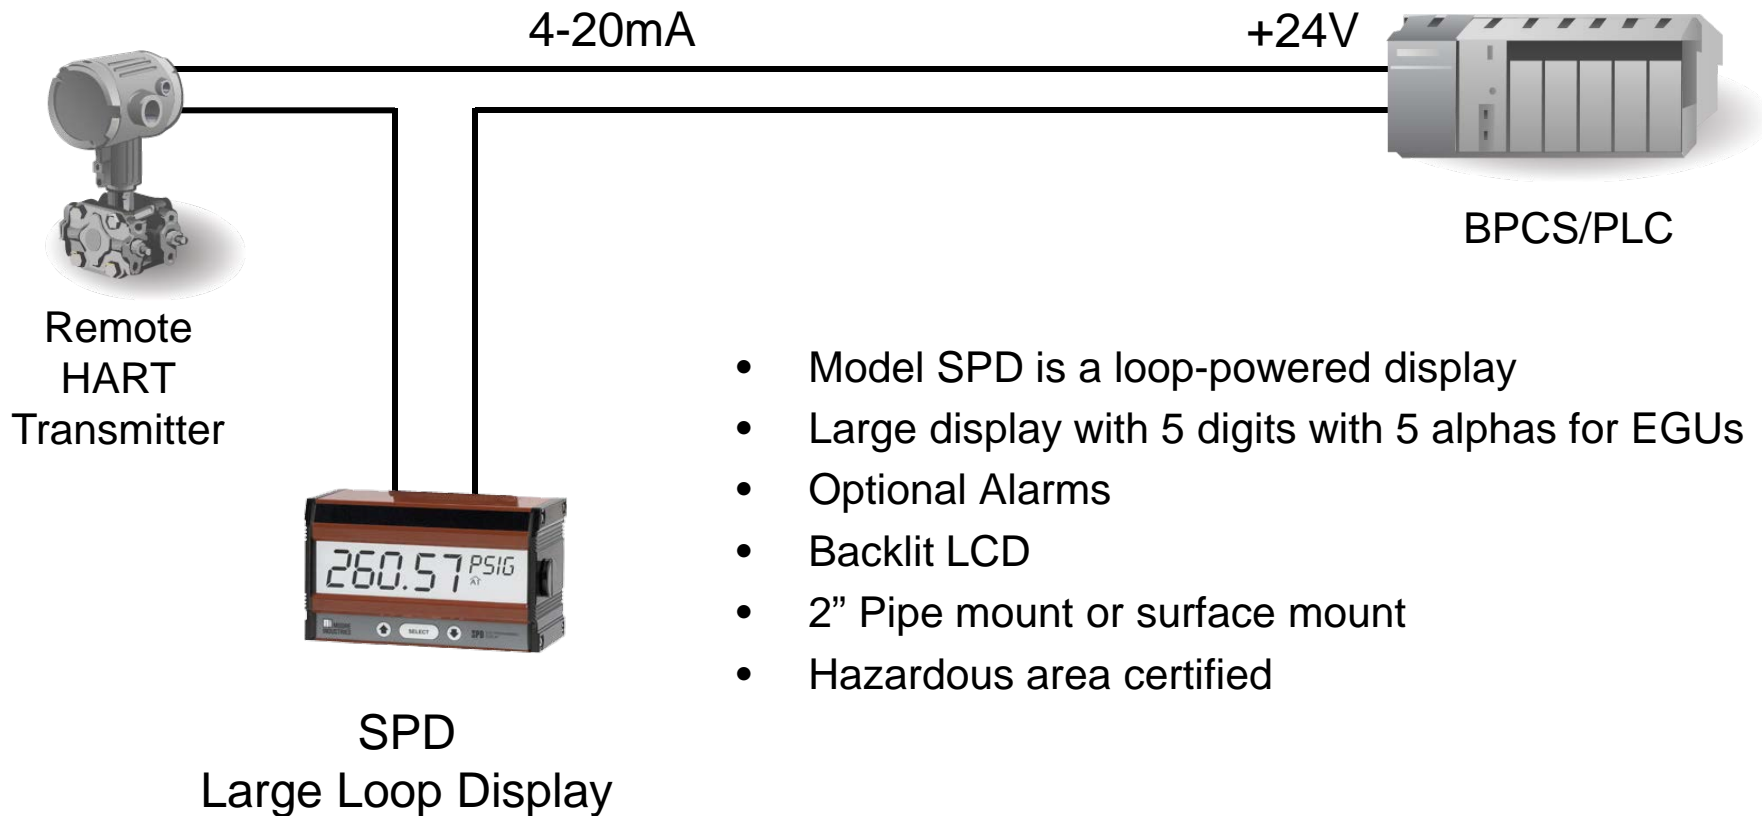 4-20mA
+24V
BPCS/PLC
Remote
HART
Transmitter
• Model SPD is a loop-powered display
• Large display with 5 digits with 5 alphas for EGUs
• Optional Alarms
• Backlit LCD
• 2” Pipe mount or surface mount
• Hazardous area certified
260.57 PSIG
MOORE
INDUSTRIES
SELECT
SPD
SPD
Large Loop Display